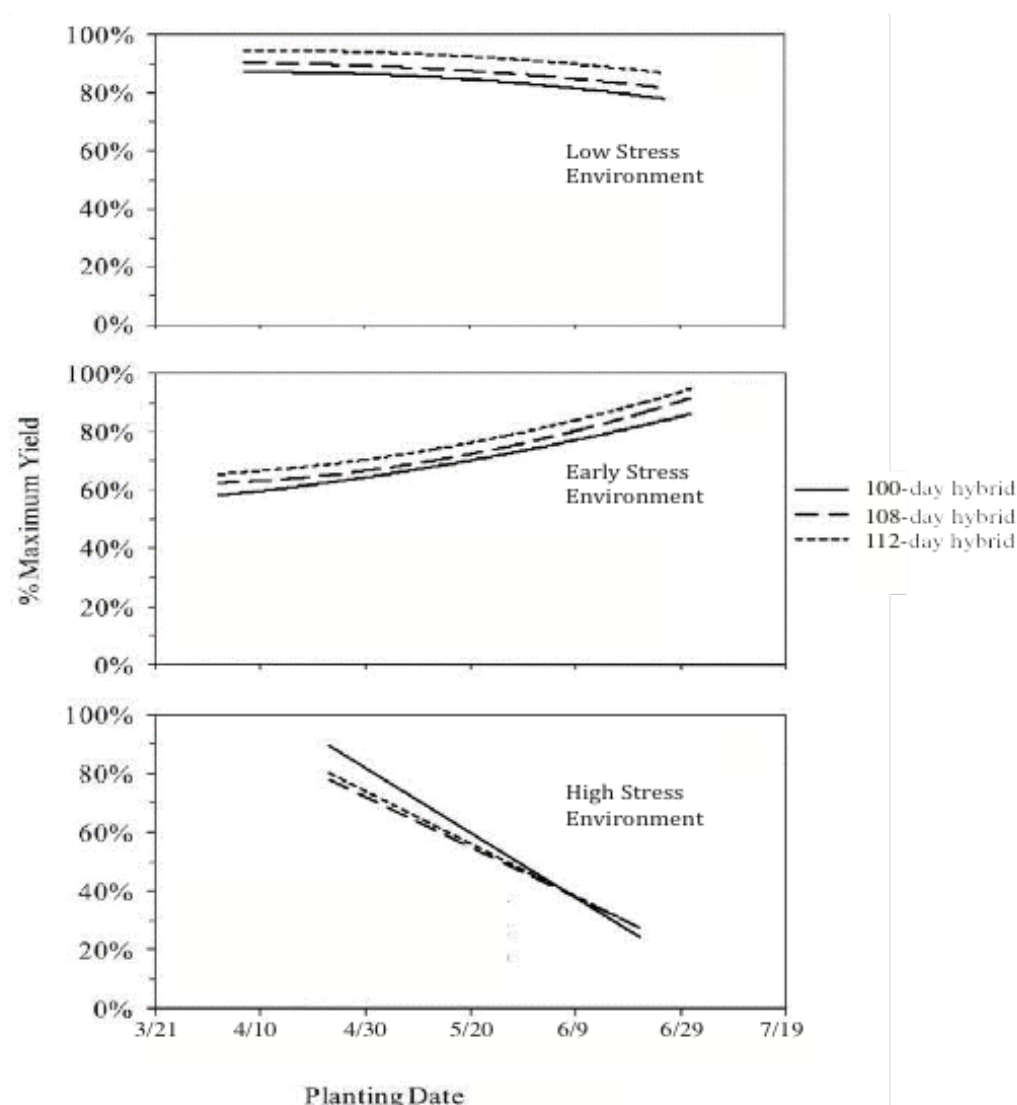 100%
80%
60%
40%
20%
0%
Low Stress
Environment
100%
80%
60%
40%
20%
0%
Early Stress
Environment
% Maximum Yield
100-day hybrid
108-day hybrid
112-day hybrid
100%
80%
60%
40%
20%
0%
High Stress
Environment
3/21 4/10 4/30 5/20 6/9 6/29 7/19
Planting Date